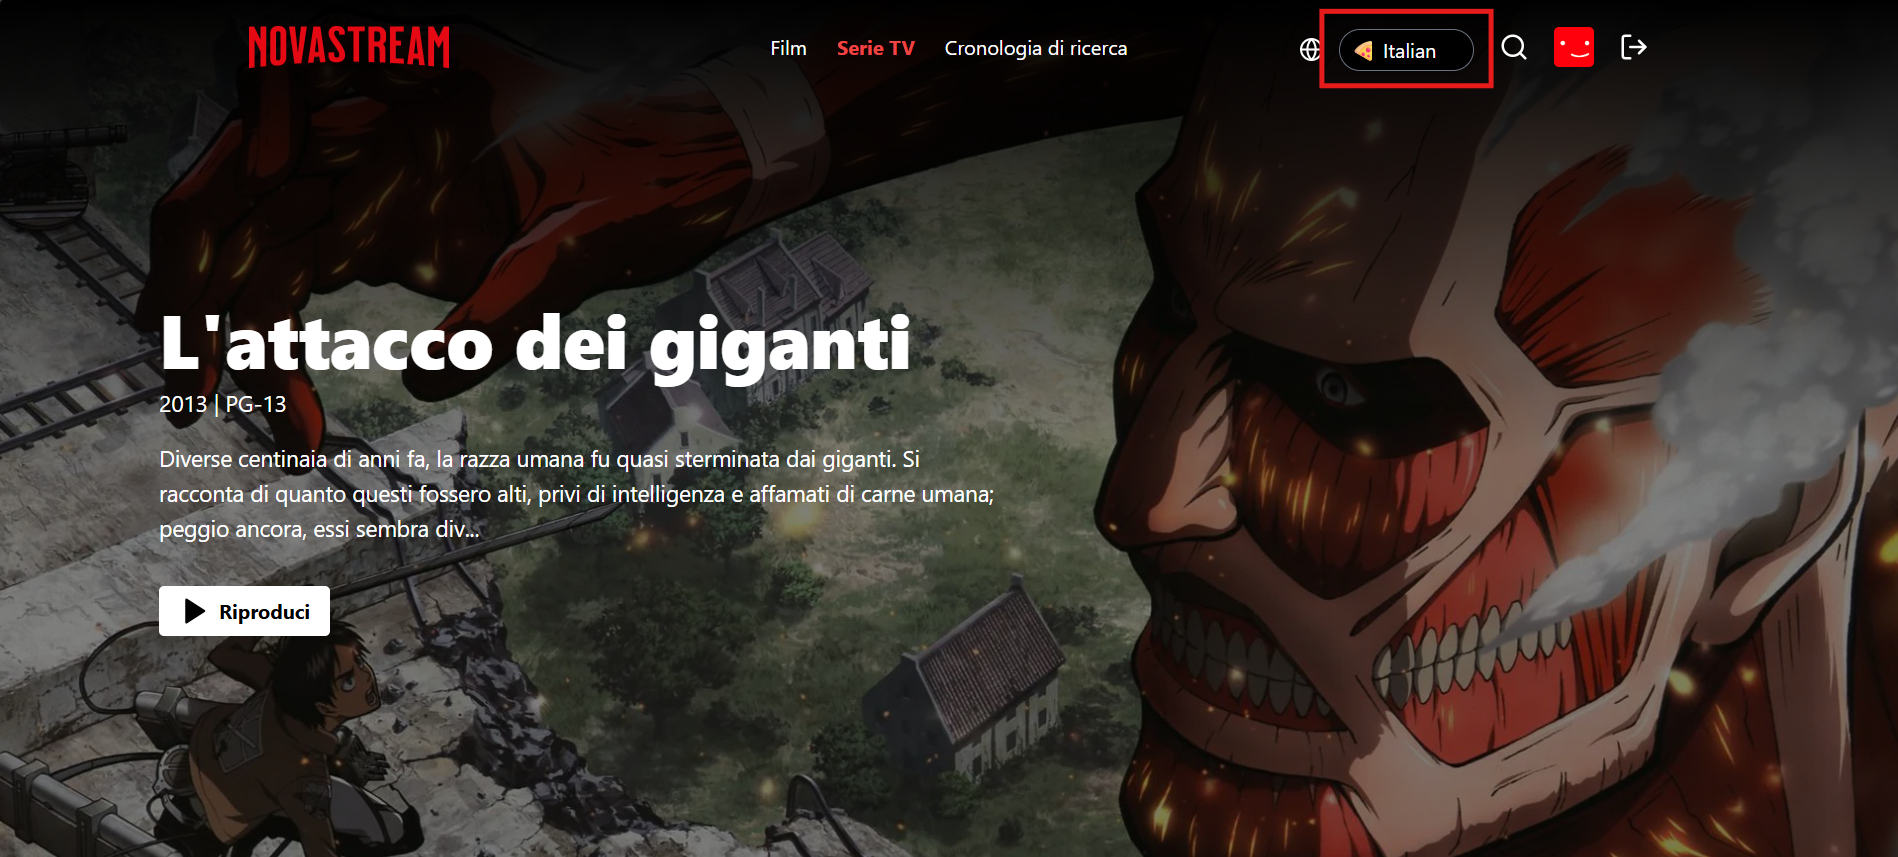 NOVASTREAM
Film
Serie TV
Cronologia di ricerca
Italian
L'attacco dei giganti
2013 | PG-13
Diverse centinaia di anni fa, la razza umana fu quasi sterminata dai giganti. Si
racconta di quanto questi fossero alti, privi di intelligenza e affamati di carne umana;
peggio ancora, essi sembra div...
Riproduci